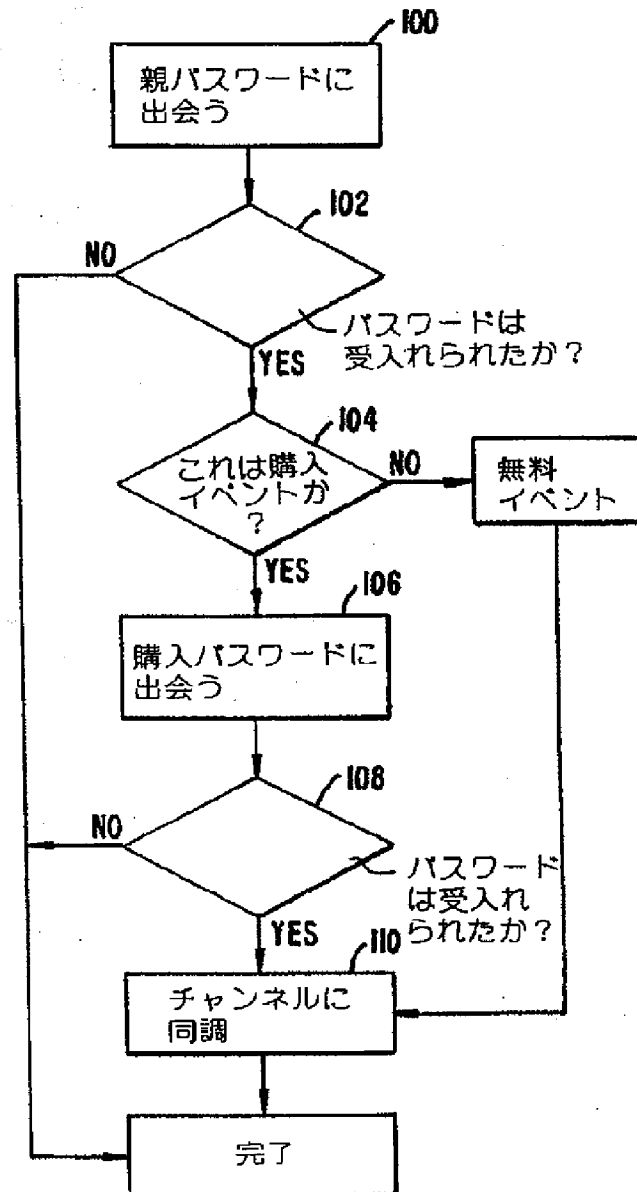 100
親パスワードに
出会う
102
NO
パスワードは
受入れられたか？
YES
104
これは購入
イベントか
？
NO
無料
イベント
YES
106
購入パスワードに
出会う
108
NO
パスワード
は受入れ
られたか？
YES
110
チャンネルに
同調
完了